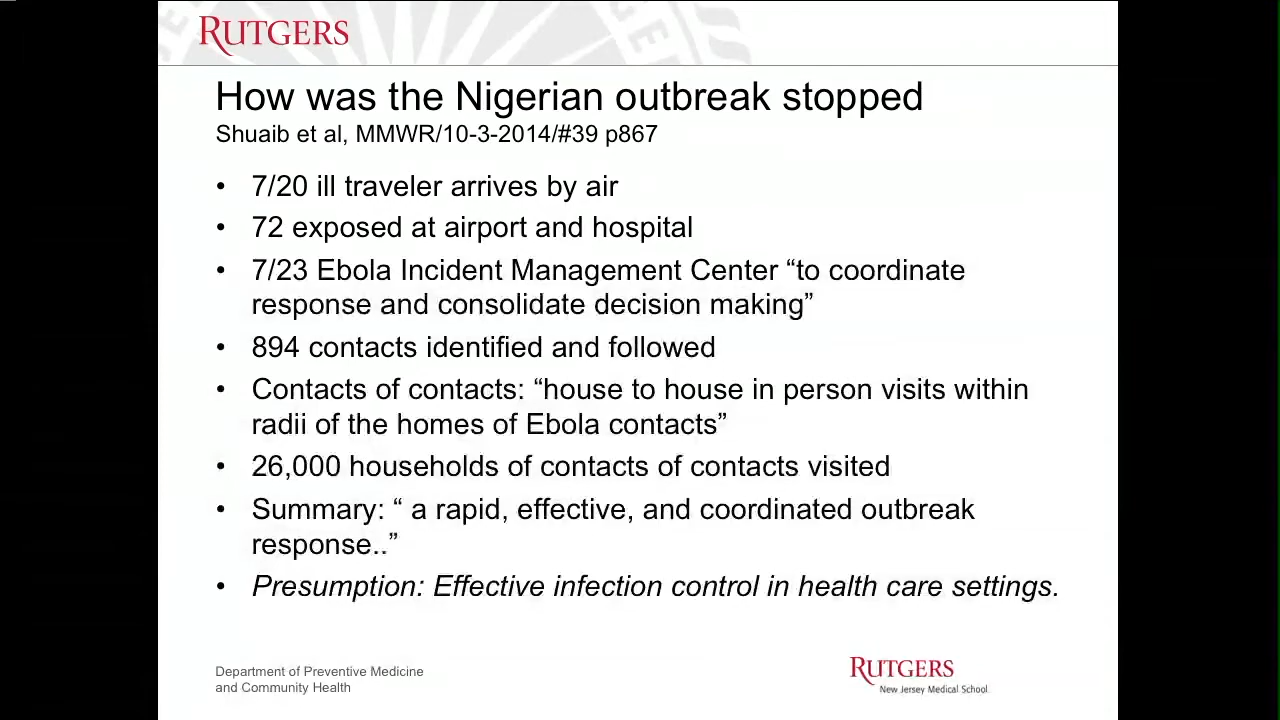 RUTGERS
How was the Nigerian outbreak stopped
Shuaib et al, MMWR/10-3-2014/#39 p867
• 7/20 ill traveler arrives by air
• 72 exposed at airport and hospital
• 7/23 Ebola Incident Management Center “to coordinate
response and consolidate decision making”
• 894 contacts identified and followed
• Contacts of contacts: “house to house in person visits within
radii of the homes of Ebola contacts”
• 26,000 households of contacts of contacts visited
• Summary: “ a rapid, effective, and coordinated outbreak
response..”
• Presumption: Effective infection control in health care settings.
Department of Preventive Medicine
and Community Health
RUTGERS
New Jersey Medical School